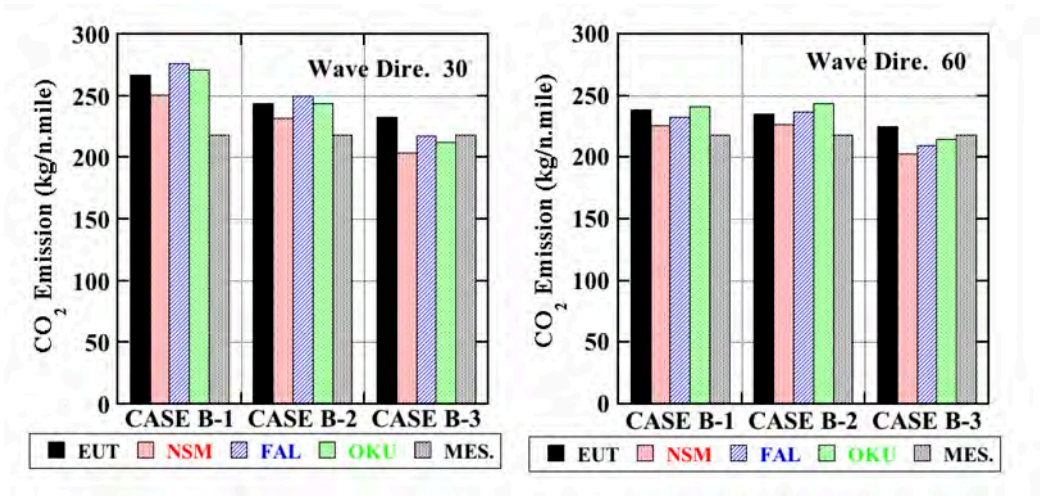 300
250
200
150
100
50
0
CO2 Emission (kg/n.mile)
Wave Dire. 30°
CASE B-1 CASE B-2 CASE B-3
EUT NSM FAL OKU MES.
300
250
200
150
100
50
0
CO2 Emission (kg/n.mile)
Wave Dire. 60°
CASE B-1 CASE B-2 CASE B-3
EUT NSM FAL OKU MES.